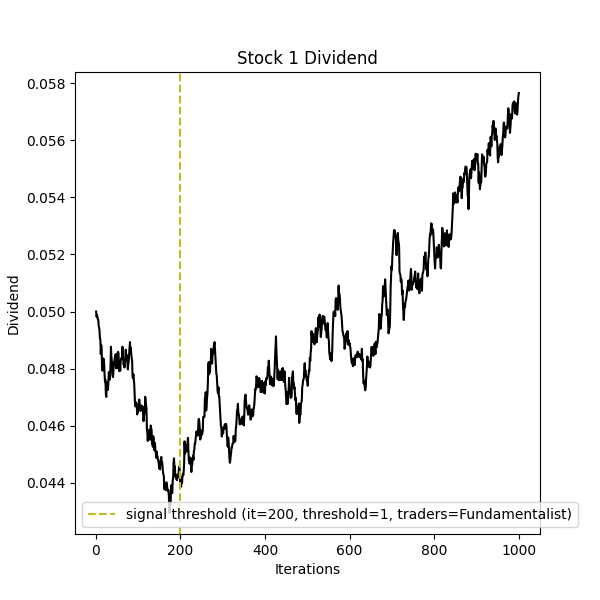 Stock 1 Dividend
0.058
0.056
0.054
0.052
0.050
0.048
0.046
0.044
Dividend
signal threshold (it=200, threshold=1, traders=Fundamentalist)
0 200 400 600 800 1000
Iterations